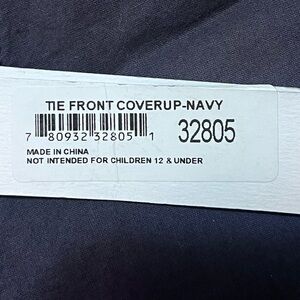 TIE FRONT COVERUP-NAVY
7 80932 32805 1 32805
MADE IN CHINA
NOT INTENDED FOR CHILDREN 12 & UNDER